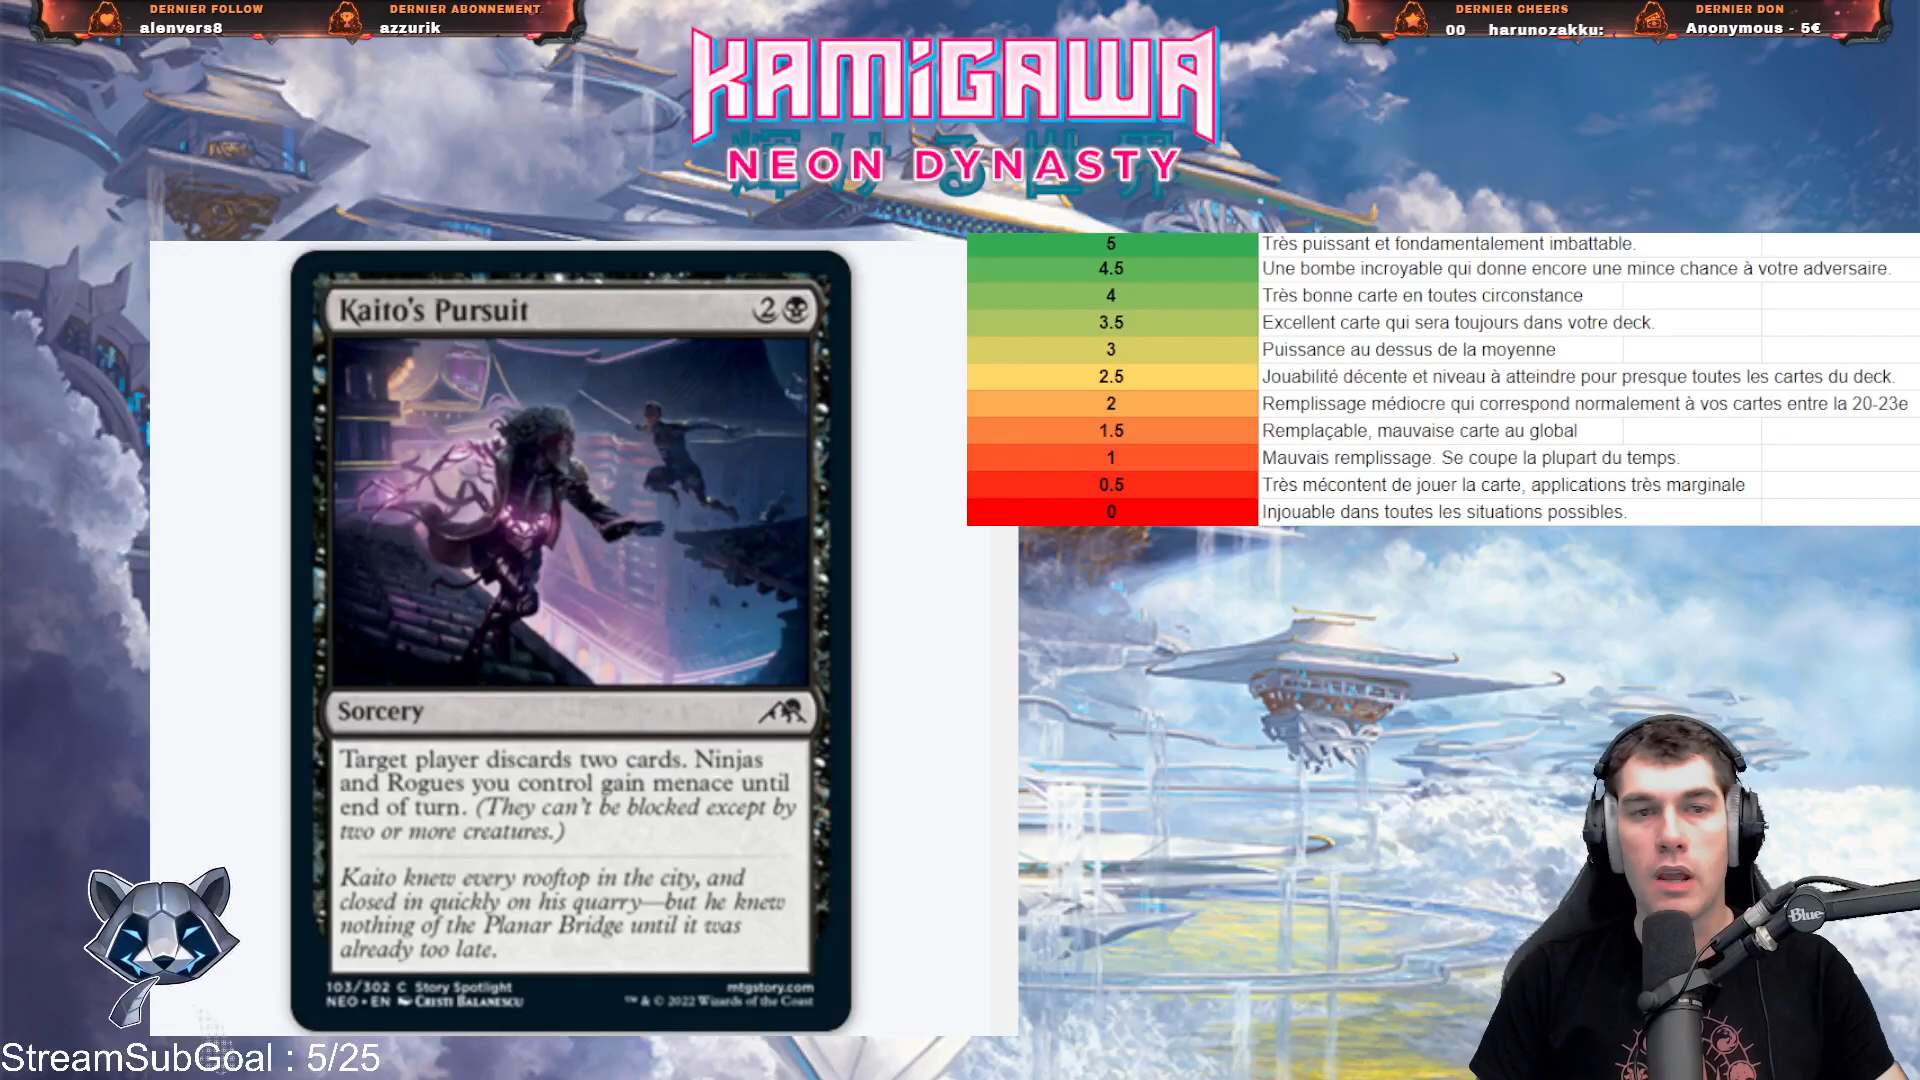 DERNIER FOLLOW
alenvers8
DERNIER ABONNEMENT
azzurik
DERNIER CHEERS
00 harunozakku:
DERNIER DON
Anonymous - 5€
KAMIGAWA
NEON DYNASTY
Kaito's Pursuit 2
Sorcery
Target player discards two cards. Ninjas
and Rogues you control gain menace until
end of turn. (They can't be blocked except by
two or more creatures.)
Kaito knew every rooftop in the city, and
closed in quickly on his quarry—but he knew
nothing of the Planar Bridge until it was
already too late.
103/302 C Story Spotlight
mtgstory.com
NEO • EN CRISTI BALANESCU
™ & © 2022 Wizards of the Coast
5 Très puissant et fondamentalement imbattable.
4.5 Une bombe incroyable qui donne encore une mince chance à votre adversaire.
4 Très bonne carte en toutes circonstance
3.5 Excellent carte qui sera toujours dans votre deck.
3 Puissance au dessus de la moyenne
2.5 Jouabilité décente et niveau à atteindre pour presque toutes les cartes du deck.
2 Remplissage médiocre qui correspond normalement à vos cartes entre la 20-23e
1.5 Remplaçable, mauvaise carte au global
1 Mauvais remplissage. Se coupe la plupart du temps.
0.5 Très mécontent de jouer la carte, applications très marginale
0 Injouable dans toutes les situations possibles.
Blue
StreamSubGoal : 5/25